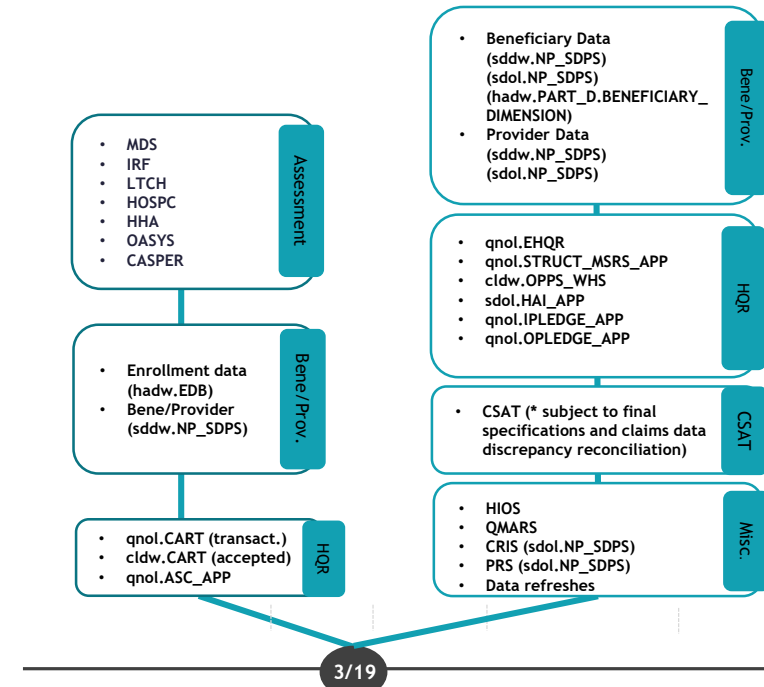 MDS
IRF
LTCH
HOSPC
HHA
OASYS
CASPER
Assessment
Enrollment data
(hadw.EDB)
Bene/Provider
(sddw.NP_SDPS)
Bene/Prov.
qnol.CART (transact.)
cldw.CART (accepted)
qnol.ASC_APP
HQR
Beneficiary Data
(sddw.NP_SDPS)
(sdol.NP_SDPS)
(hadw.PART_D.BENEFICIARY_
DIMENSION)
Provider Data
(sddw.NP_SDPS)
(sdol.NP_SDPS)
Bene/Prov.
qnol.EHQR
qnol.STRUCT_MSRS_APP
cldw.OPPS_WHS
sdol.HAI_APP
qnol.IPLEDGE_APP
qnol.OPLEDGE_APP
HQR
CSAT (* subject to final
specifications and claims data
discrepancy reconciliation)
CSAT
HIOS
QMARS
CRIS (sdol.NP_SDPS)
PRS (sdol.NP_SDPS)
Data refreshes
Misc.
3/19